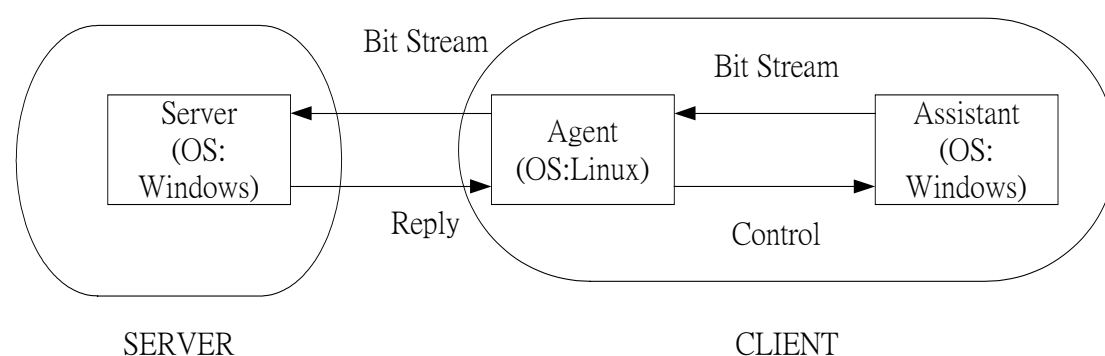 Bit Stream
Bit Stream
Server
(OS:
Windows)
Agent
(OS:Linux)
Assistant
(OS:
Windows)
Reply
Control
SERVER
CLIENT